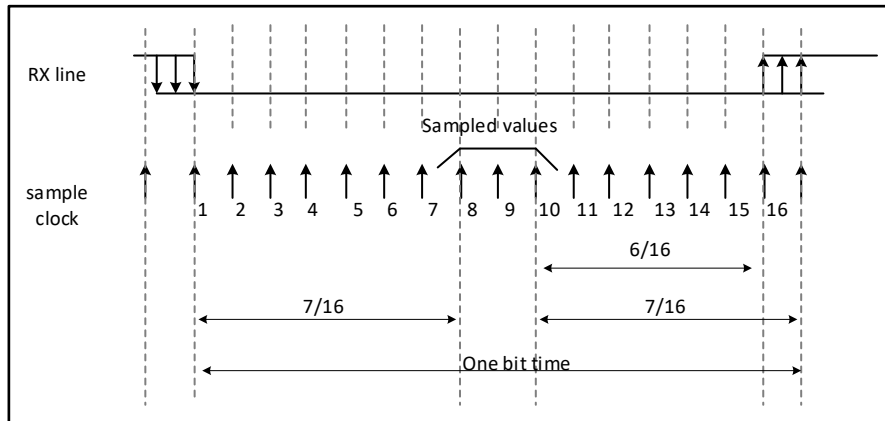 RX line
Sampled values
sample
clock
1 2 3 4 5 6 7 8 9 10 11 12 13 14 15 16
6/16
7/16 7/16
One bit time